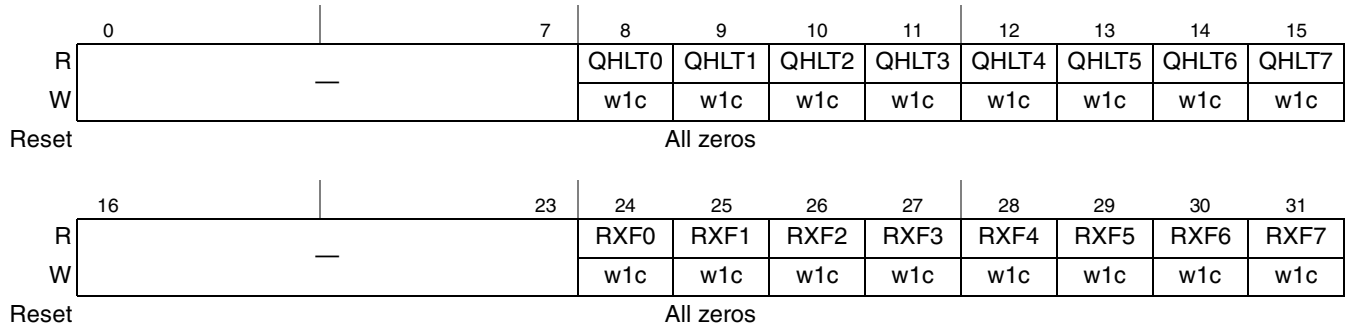 0 7 8 9 10 11 12 13 14 15
R — QHLT0 QHLT1 QHLT2 QHLT3 QHLT4 QHLT5 QHLT6 QHLT7
W w1c w1c w1c w1c w1c w1c w1c w1c
Reset All zeros
16 23 24 25 26 27 28 29 30 31
R — RXF0 RXF1 RXF2 RXF3 RXF4 RXF5 RXF6 RXF7
W w1c w1c w1c w1c w1c w1c w1c w1c
Reset All zeros